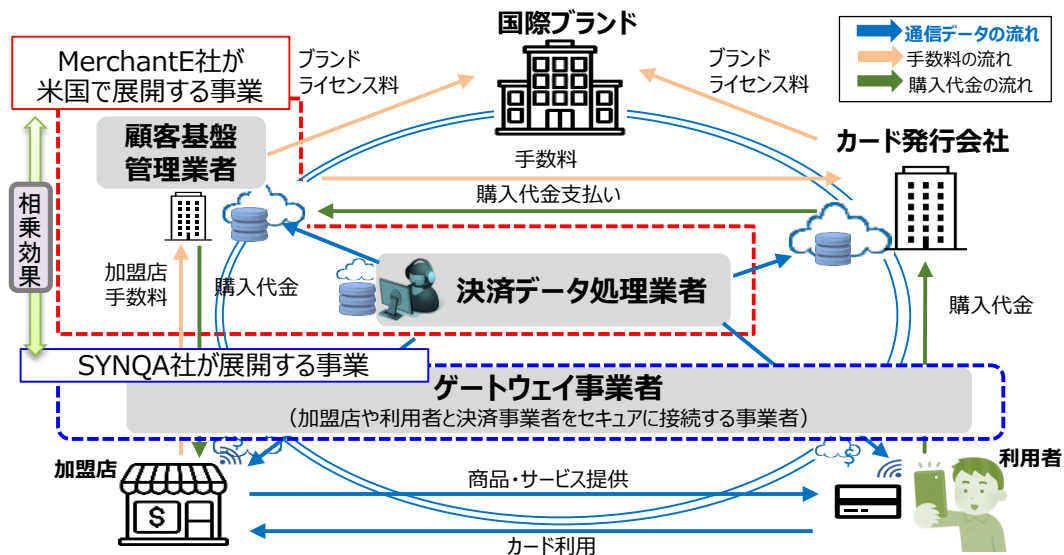 国際ブランド
通信データの流れ
手数料の流れ
購入代金の流れ
MerchantE社が
米国で展開する事業
ブランド
ライセンス料
ブランド
ライセンス料
顧客基盤
管理業者
カード発行会社
手数料
購入代金支払い
相乗効果
加盟店
手数料
購入代金
決済データ処理業者
購入代金
SYNQA社が展開する事業
ゲートウェイ事業者
（加盟店や利用者と決済事業者をセキュアに接続する事業者）
加盟店
利用者
$
$
$
商品・サービス提供
カード利用